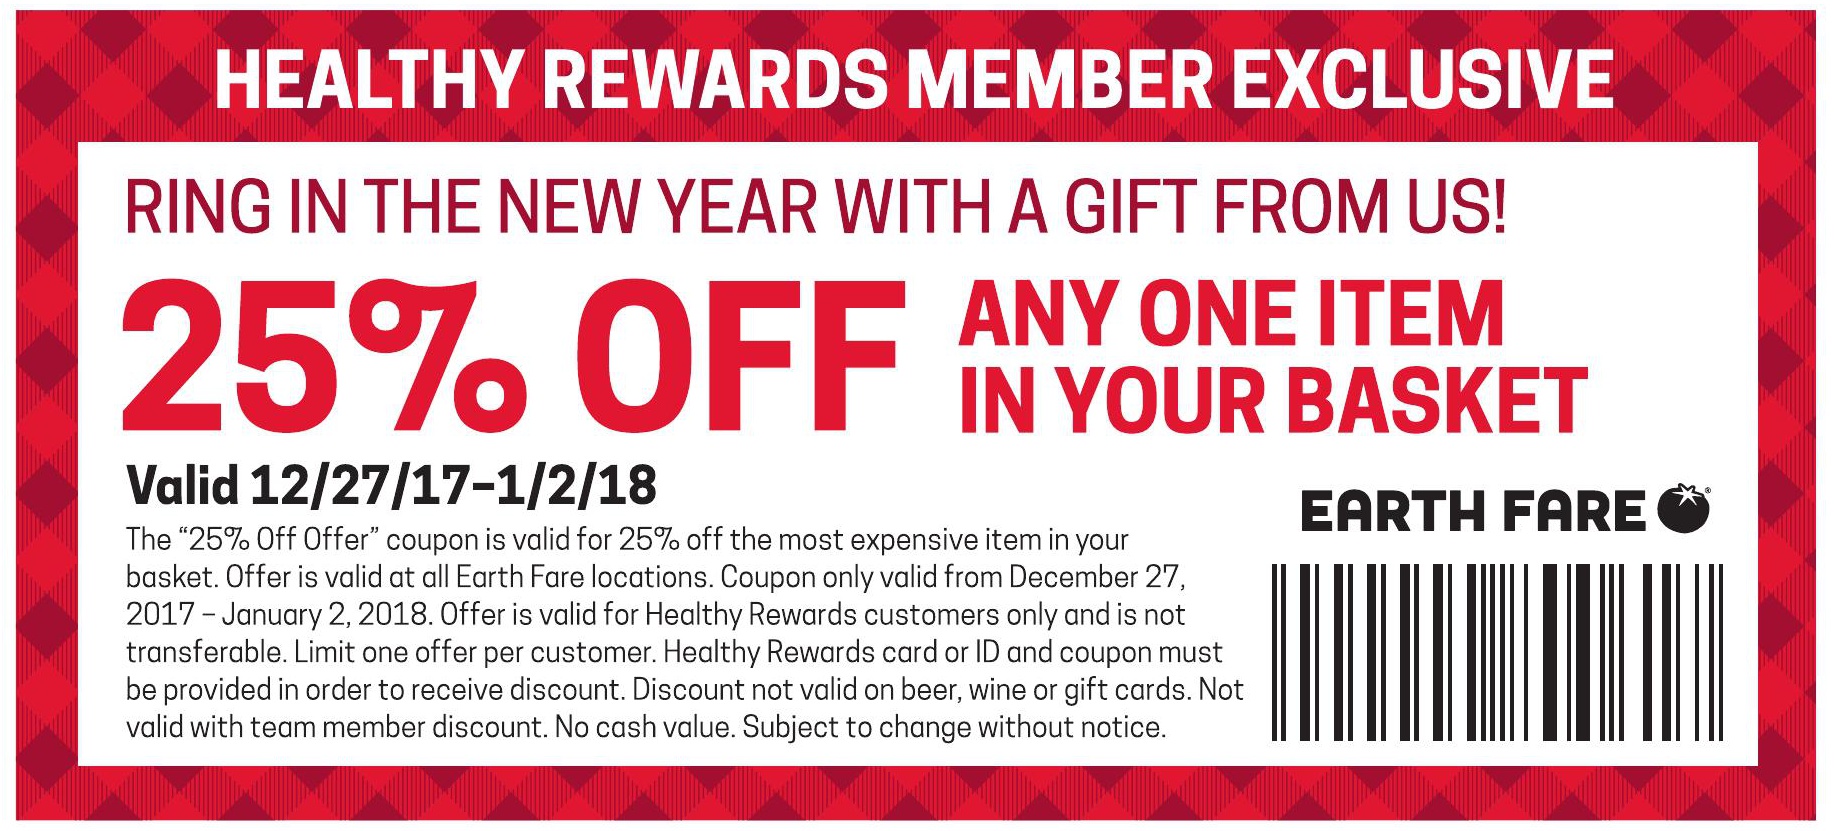 HEALTHY REWARDS MEMBER EXCLUSIVE
RING IN THE NEW YEAR WITH A GIFT FROM US!
25% OFF
ANY ONE ITEM
IN YOUR BASKET
Valid 12/27/17–1/2/18
The “25% Off Offer” coupon is valid for 25% off the most expensive item in your
basket. Offer is valid at all Earth Fare locations. Coupon only valid from December 27,
2017 – January 2, 2018. Offer is valid for Healthy Rewards customers only and is not
transferable. Limit one offer per customer. Healthy Rewards card or ID and coupon must
be provided in order to receive discount. Discount not valid on beer, wine or gift cards. Not
valid with team member discount. No cash value. Subject to change without notice.
EARTH FARE ®